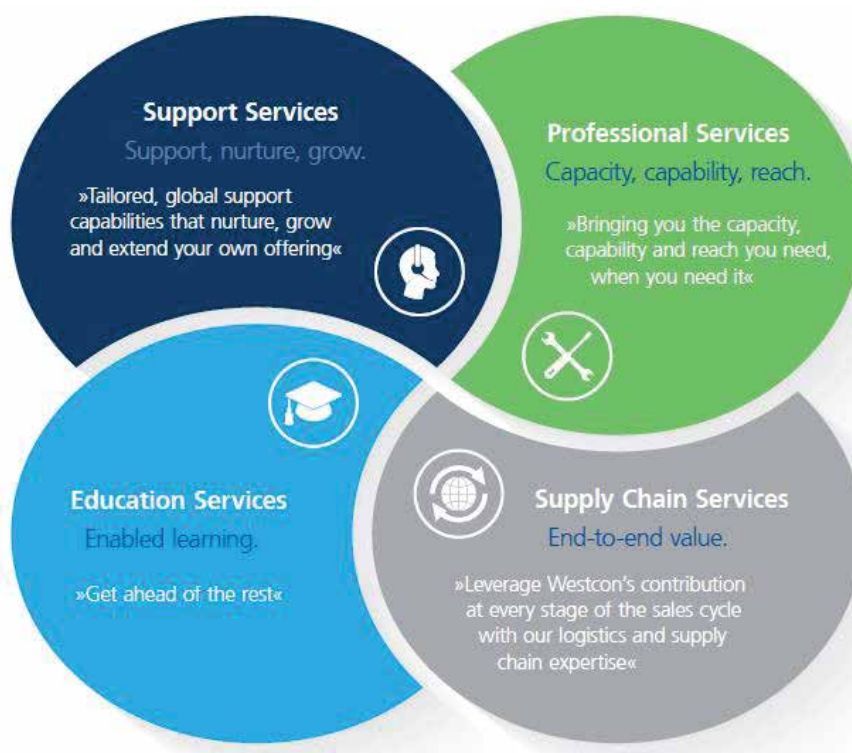 Support Services
Support, nurture, grow.
»Tailored, global support
capabilities that nurture, grow
and extend your own offering«
Professional Services
Capacity, capability, reach.
»Bringing you the capacity,
capability and reach you need,
when you need it«
Education Services
Enabled learning.
»Get ahead of the rest«
Supply Chain Services
End-to-end value.
»Leverage Westcon's contribution
at every stage of the sales cycle
with our logistics and supply
chain expertise«